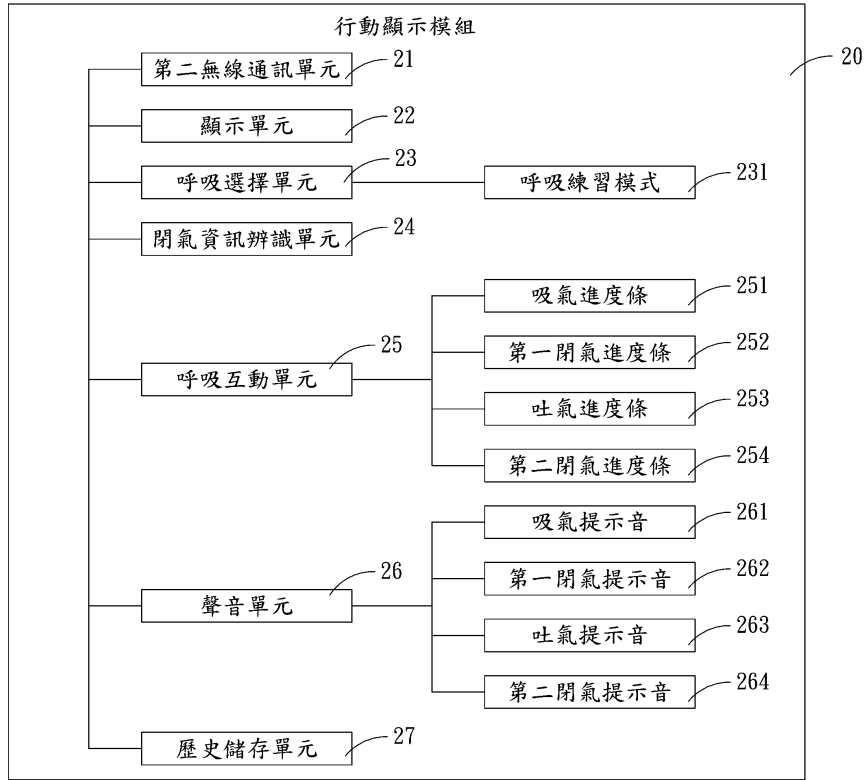 行動顯示模組
20
第二無線通訊單元 21
顯示單元 22
呼吸選擇單元 23
呼吸練習模式 231
閉氣資訊辨識單元 24
呼吸互動單元 25
吸氣進度條 251
第一閉氣進度條 252
吐氣進度條 253
第二閉氣進度條 254
聲音單元 26
吸氣提示音 261
第一閉氣提示音 262
吐氣提示音 263
第二閉氣提示音 264
歷史儲存單元 27